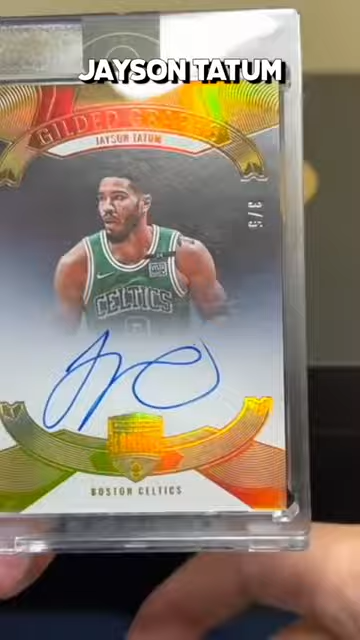 JAYSON TATUM
GILDED
JAYSON TATUM
3/5
CELTICS
BOSTON CELTICS